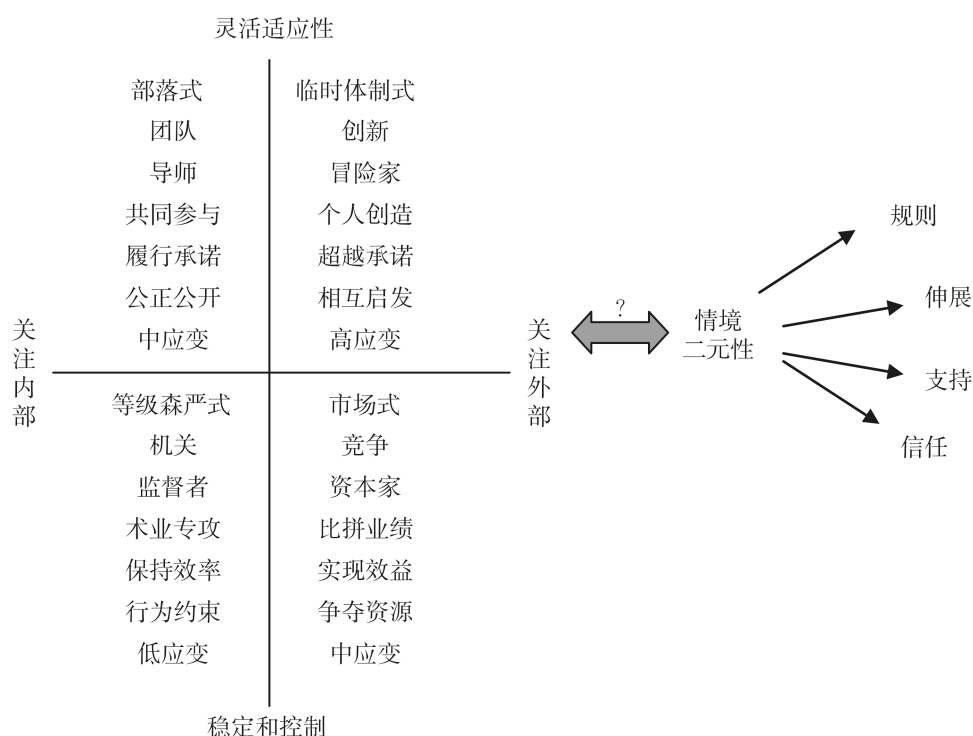 灵活适应性
部落式
团队
导师
共同参与
履行承诺
公正公开
中应变
临时体制式
创新
冒险家
个人创造
超越承诺
相互启发
高应变
关注内部
等级森严式
机关
监督者
术业专攻
保持效率
行为约束
低应变
市场式
竞争
资本家
比拼业绩
实现效益
争夺资源
中应变
关注外部
稳定和控制
?
情境
二元性
规则
伸展
支持
信任